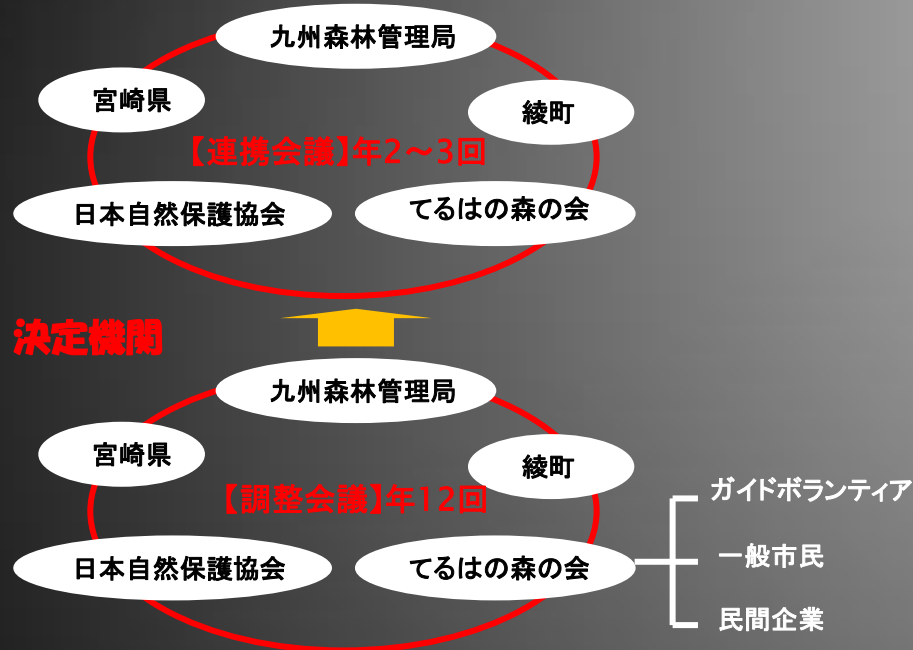 九州森林管理局
宮崎県
綾町
【連携会議】年2～3回
日本自然保護協会
てるはの森の会
決定機関
九州森林管理局
宮崎県
綾町
【調整会議】年12回
ガイドボランティア
一般市民
日本自然保護協会
てるはの森の会
民間企業